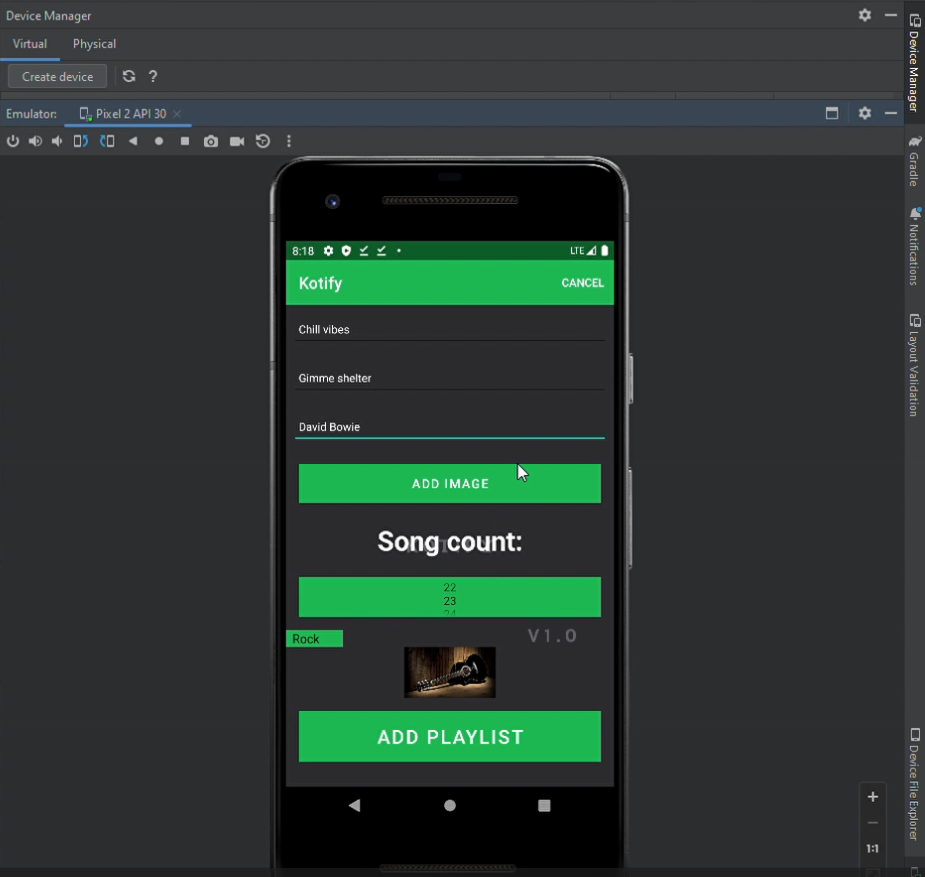 Device Manager
Virtual Physical
Create device ?
Emulator: Pixel 2 API 30
8:18 LTE
Kotify CANCEL
Chill vibes
Gimme shelter
David Bowie
ADD IMAGE
Song count:
22
23
24
Rock
V1.0
ADD PLAYLIST
1:1
Device Manager
Gradle
Notifications
Layout Validation
Device File Explorer